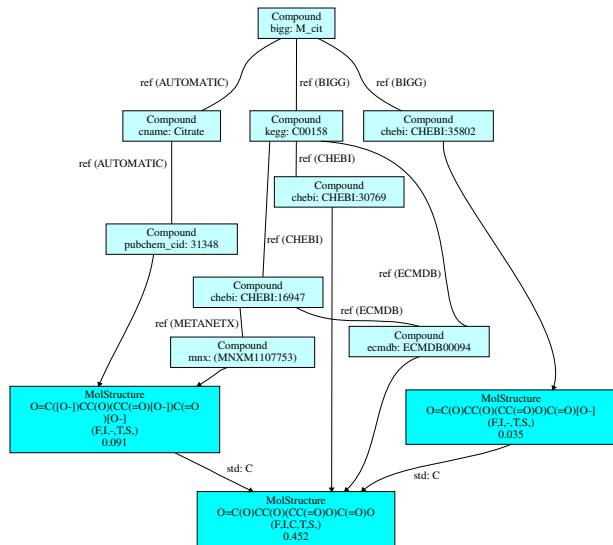 Compound
bigg: M_cit
ref (AUTOMATIC)
ref (BIGG)
ref (BIGG)
Compound
cname: Citrate
Compound
kegg: C00158
Compound
chebi: CHEBI:35802
ref (AUTOMATIC)
ref (CHEBI)
Compound
chebi: CHEBI:30769
Compound
pubchem_cid: 31348
ref (CHEBI)
ref (ECMDB)
Compound
chebi: CHEBI:16947
ref (ECMDB)
ref (METANETX)
Compound
mnx: (MNXM1107753)
Compound
ecmdb: ECMDB00094
MolStructure
O=C([O-])CC(O)(CC(=O)[O-])C(=O
)[O-]
(F,I,-,T,S,)
0.091
MolStructure
O=C(O)CC(O)(CC(=O)O)C(=O)[O-]
(F,I,-,T,S,)
0.035
std: C
std: C
MolStructure
O=C(O)CC(O)(CC(=O)O)C(=O)O
(F,I,C,T,S,)
0.452